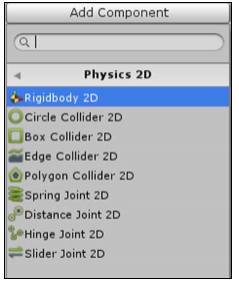 Add Component
Physics 2D
Rigidbody 2D
Circle Collider 2D
Box Collider 2D
Edge Collider 2D
Polygon Collider 2D
Spring Joint 2D
Distance Joint 2D
Hinge Joint 2D
Slider Joint 2D